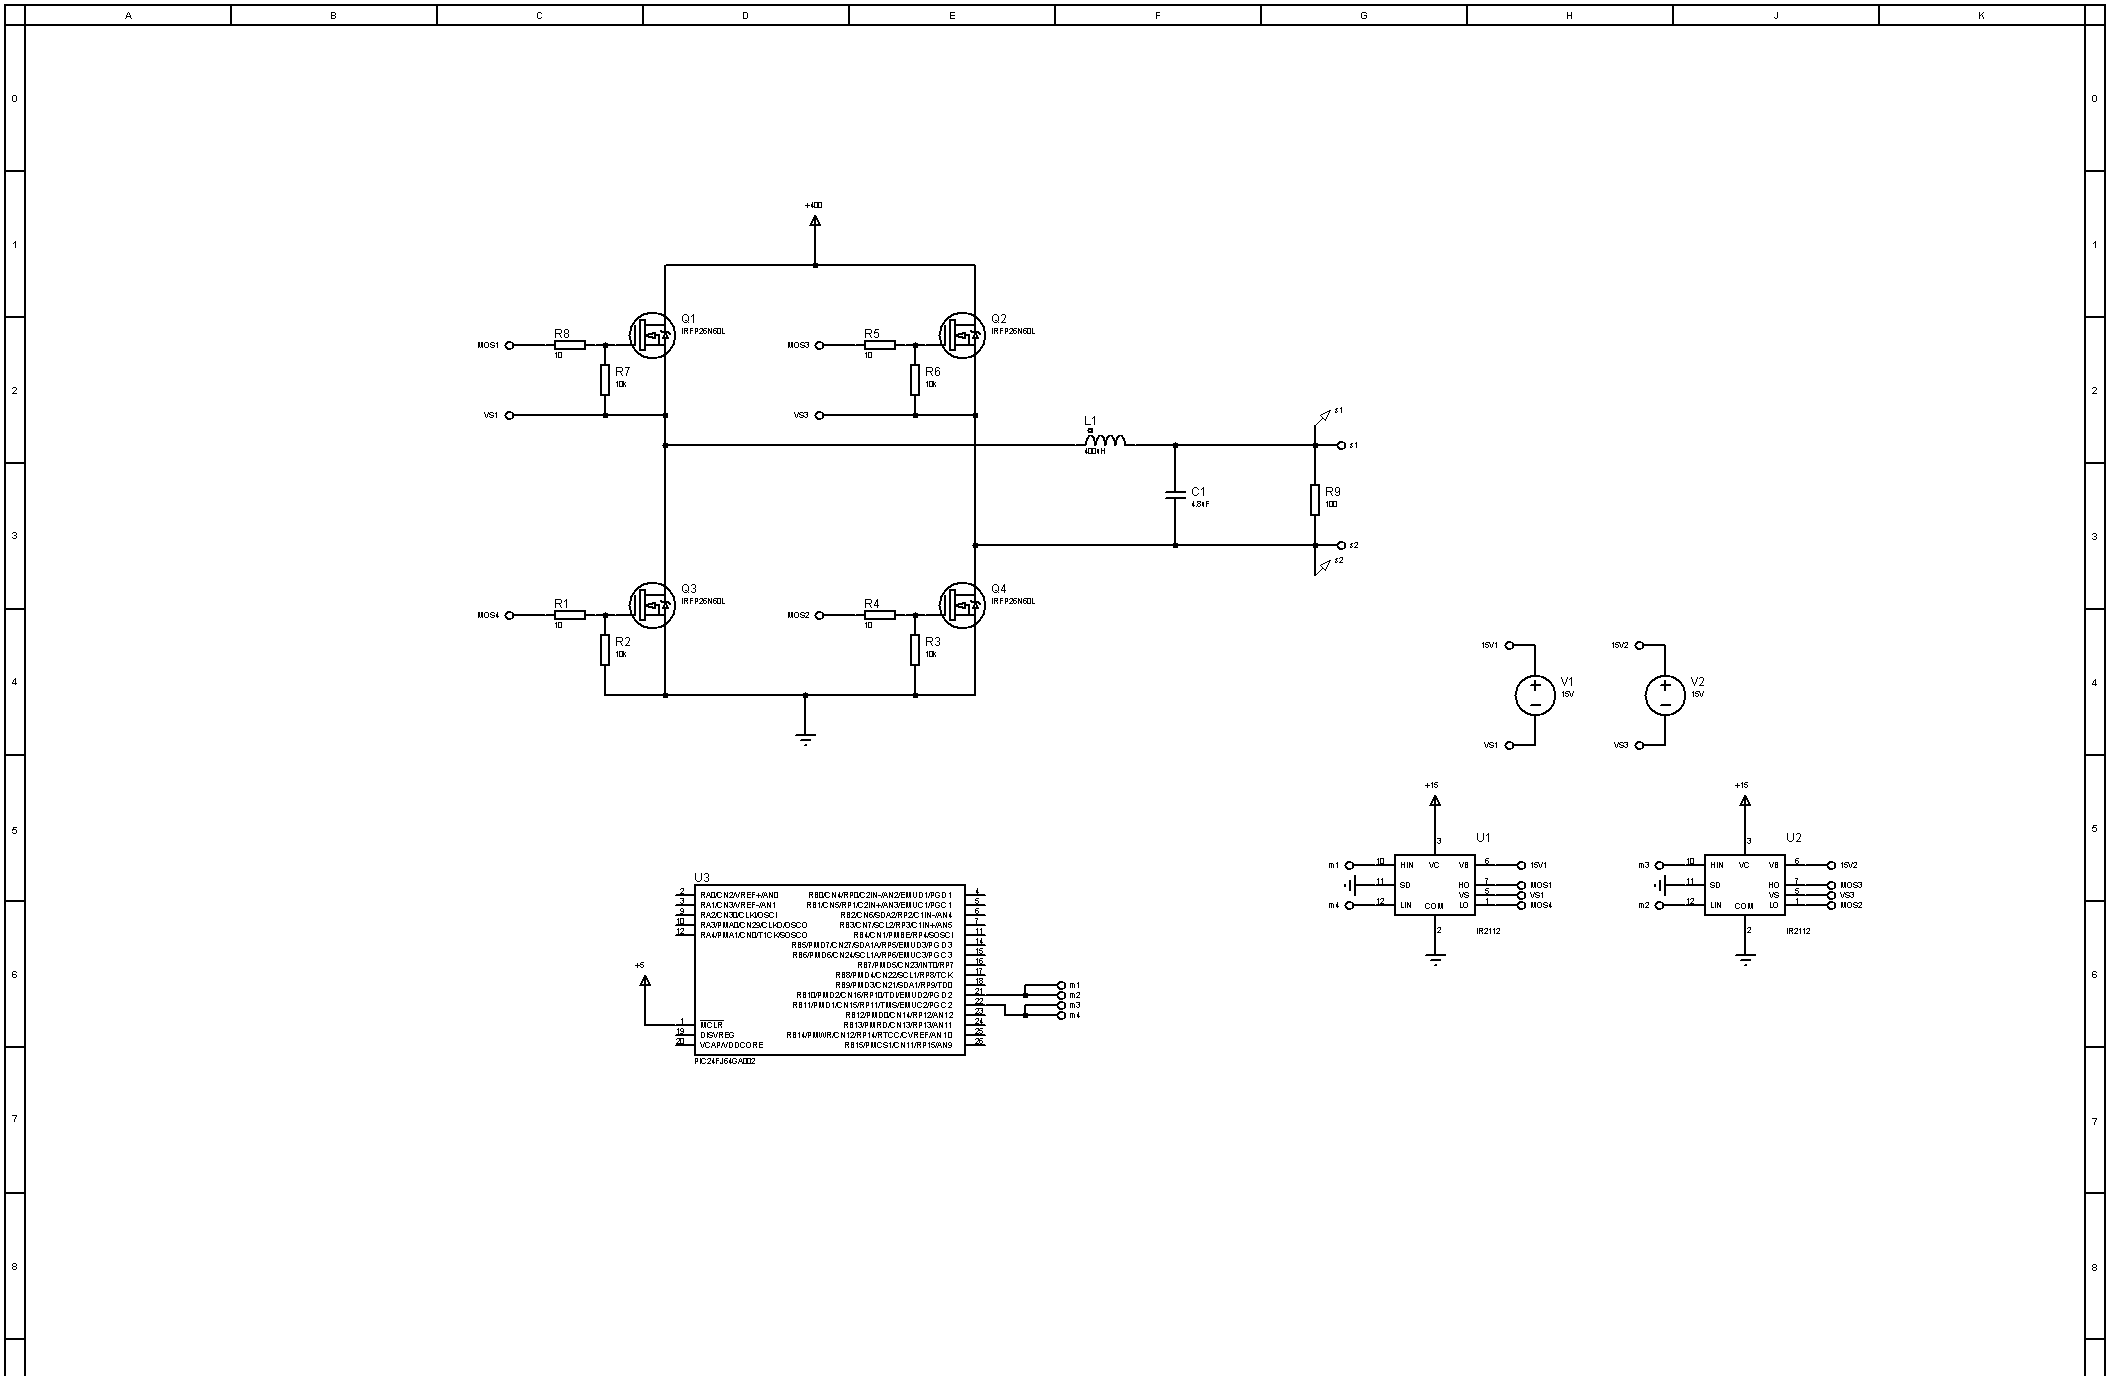 A B C D E F G H J K
0 0
+400
1 1
Q1 Q2
IRFP26N60L IRFP26N60L
R8 R5
MOS1 MOS3
10 10
R7 R6
10k 10k
2 2
VS1 VS3
s1
L1
s1
400uH
C1 R9
4.8uF 100
3 3
s2
s2
Q3 Q4
IRFP26N60L IRFP26N60L
R1 R4
MOS4 MOS2
10 10
R2 R3
10k 10k
15V1 15V2
4 4
V1 V2
15V 15V
VS1 VS3
+15 +15
5 5
U1 U2
3 3
m1 10 HIN VC VB 6 15V1
11 SD HO 7 MOS1
VS 5 VS1
m4 12 LIN COM LO 1 MOS4
2
IR2112
m3 10 HIN VC VB 6 15V2
11 SD HO 7 MOS3
VS 5 VS3
m2 12 LIN COM LO 1 MOS2
2
IR2112
U3
2 RA0/CN2/VREF+/AN0 RB0/CN4/RP0/C2IN-/AN2/EMUD1/PGD1 4
3 RA1/CN3/VREF-/AN1 RB1/CN5/RP1/C2IN+/AN3/EMUC1/PGC1 5
9 RA2/CN30/CLKI/OSCI RB2/CN6/SDA2/RP2/C1IN-/AN4 6
10 RA3/PMA0/CN29/CLKO/OSCO RB3/CN7/SCL2/RP3/C1IN+/AN5 7
12 RA4/PMA1/CN0/T1CK/SOSCO RB4/CN1/PMBE/RP4/SOSCI 11
RB5/PMD7/CN27/SDA1A/RP5/EMUD3/PGD3 14
RB6/PMD6/CN24/SCL1A/RP6/EMUC3/PGC3 15
+5 RB7/PMD5/CN23/INT0/RP7 16
6 RB8/PMD4/CN22/SCL1/RP8/TCK 17 6
RB9/PMD3/CN21/SDA1/RP9/TDO 18 m1
RB10/PMD2/CN16/RP10/TDI/EMUD2/PGD2 21 m2
RB11/PMD1/CN15/RP11/TMS/EMUC2/PGC2 22 m3
RB12/PMD0/CN14/RP12/AN12 23 m4
1 MCLR RB13/PMRD/CN13/RP13/AN11 24
19 DISVREG RB14/PMWR/CN12/RP14/RTCC/CVREF/AN10 25
20 VCAP/VDDCORE RB15/PMCS1/CN11/RP15/AN9 26
PIC24FJ64GA002
7 7
8 8